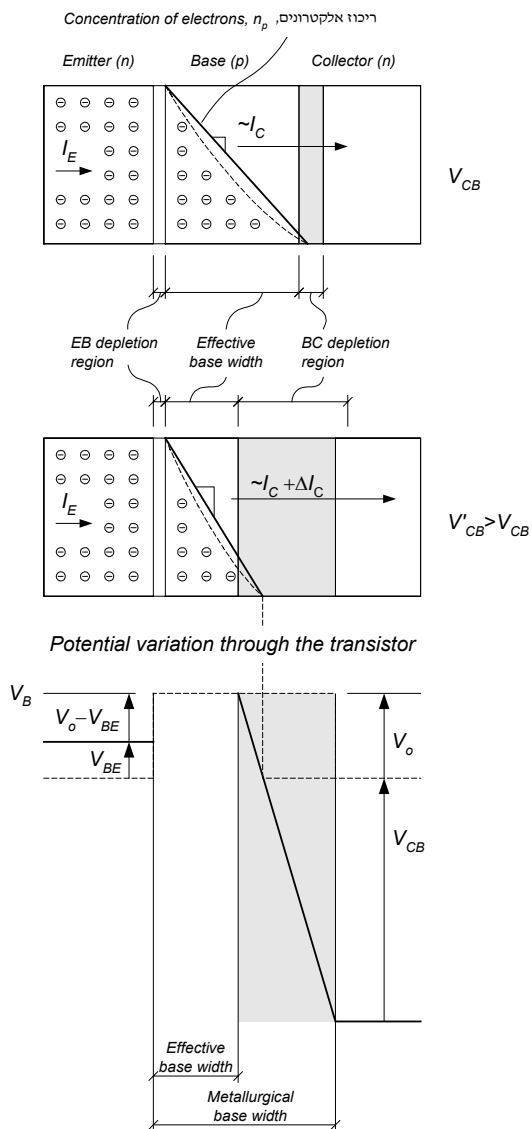 Concentration of electrons, nₚ ריכוז אלקטרונים,
Emitter (n) Base (p) Collector (n)
I_E
~I_C
V_CB
EB depletion
region
Effective
base width
BC depletion
region
I_E
~I_C +ΔI_C
V'_CB>V_CB
Potential variation through the transistor
V_B
V_o–V_BE
V_BE
V_o
V_CB
Effective
base width
Metallurgical
base width